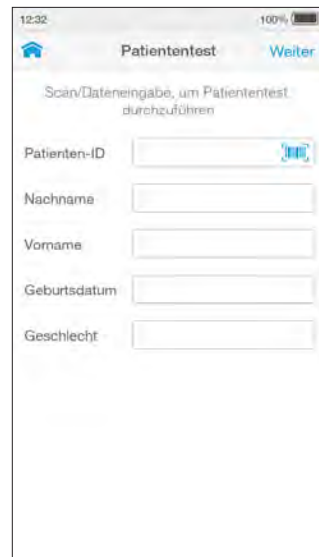 12:32 100%
Patiententest Weiter
Scan/Dateneingabe, um Patiententest
durchzuführen
Patienten-ID
Nachname
Vorname
Geburtsdatum
Geschlecht